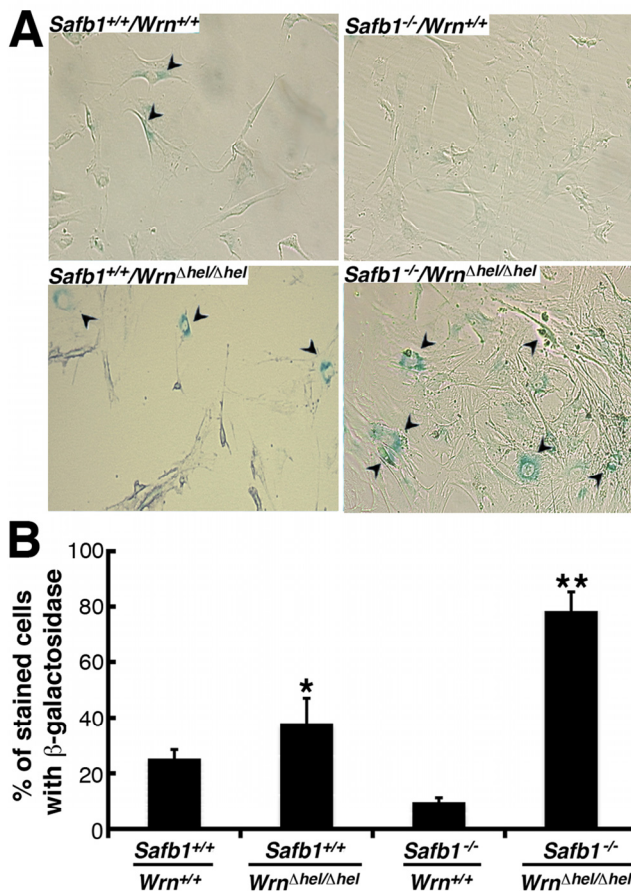 A
Safb1+/+/Wrn+/+
Safb1-/-/Wrn+/+
Safb1+/+/WrnΔhel/Δhel
Safb1-/-/WrnΔhel/Δhel
B
% of stained cells
with β-galactosidase
100
80
60
40
20
0
*
**
Safb1+/+
Wrn+/+
Safb1+/+
WrnΔhel/Δhel
Safb1-/-
Wrn+/+
Safb1-/-
WrnΔhel/Δhel